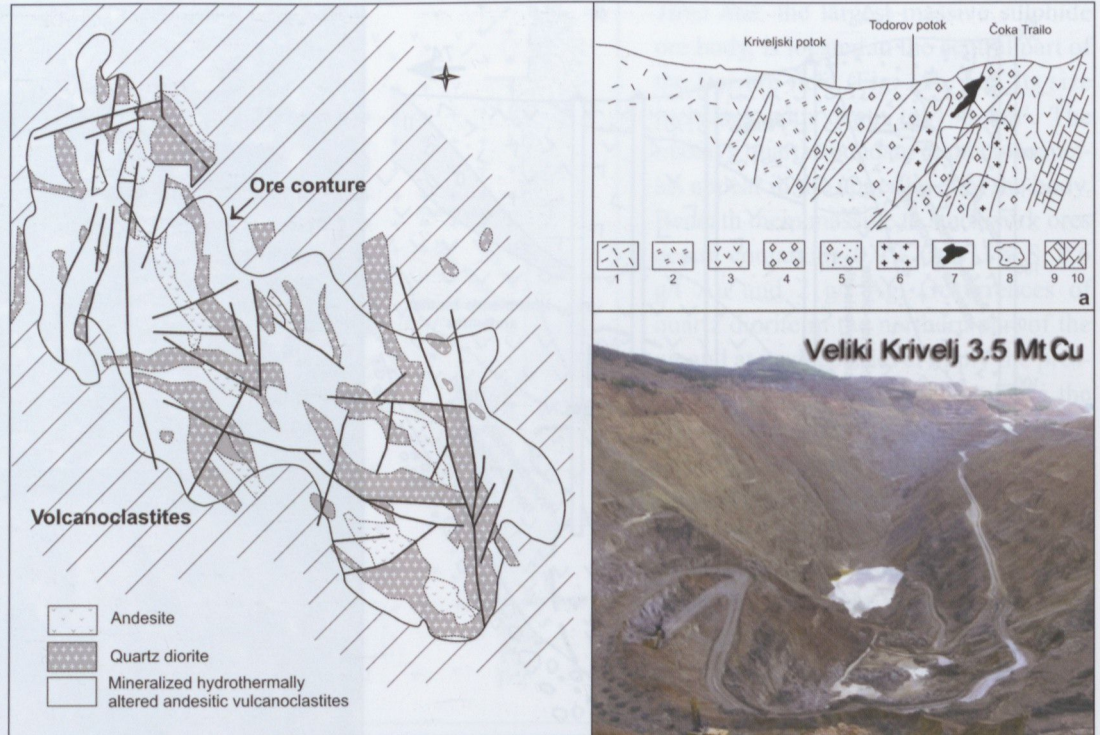 Ore conture
Volcanoclastites
Andesite
Quartz diorite
Mineralized hydrothermally
altered andesitic vulcanoclastites
Kriveljski potok
Todorov potok
Čoka Trailo
1 2 3 4 5 6 7 8 9 10
a
Veliki Krivelj 3.5 Mt Cu